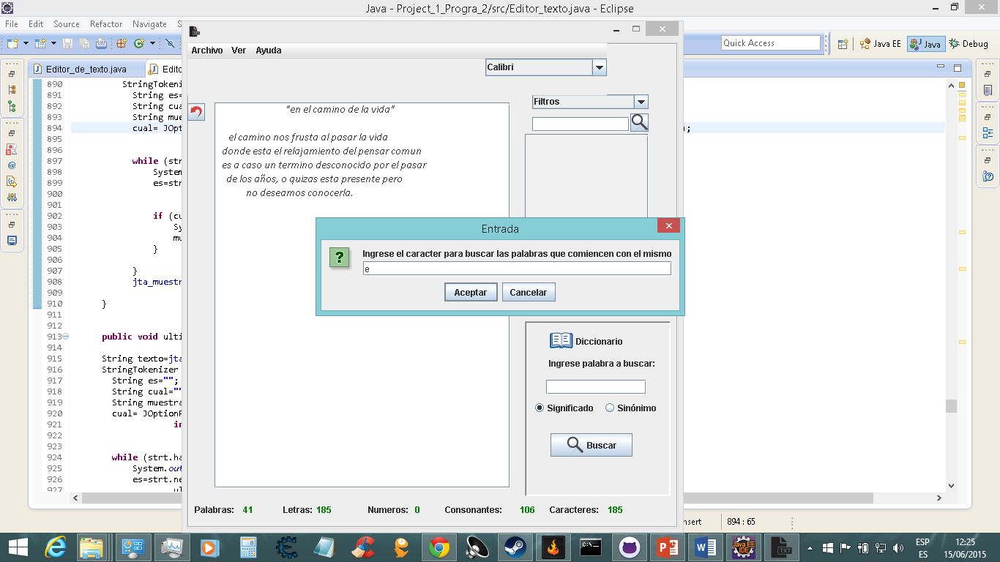 Java - Project_1_Progra_2/src/Editor_texto.java - Eclipse
File Edit Source Refactor Navigate S
Quick Access
Java EE
Java
Debug
Editor_de_texto.java
Edito
890 StringTokeni
891 String es=
892 String cua
893 String mue
894 cual= JOpt
895
896
897 while (str
898 System
899 es=str
900
901
902 if (cu
903 Sy
904 mu
905 }
906
907 }
908 jta_muestr
909
910 }
911
912
913 public void ulti
914
915 String texto=jta
916 StringTokenizer
917 String es="";
918 String cual=""
919 String muestra
920 cual= JOptionP
921 in
922
923
924 while (strt.ha
925 System.out
926 es=strt.ne
927 ul
Archivo Ver Ayuda
Calibri
Filtros
"en el camino de la vida"
el camino nos frusta al pasar la vida
donde esta el relajamiento del pensar comun
es a caso un termino desconocido por el pasar
de los años, o quizas esta presente pero
no deseamos conocerla.
Entrada
Ingrese el caracter para buscar las palabras que comiencen con el mismo
e
Aceptar
Cancelar
Diccionario
Ingrese palabra a buscar:
Significado
Sinónimo
Buscar
Palabras: 41 Letras: 185 Numeros: 0 Consonantes: 106 Caracteres: 185
nsert
894 : 65
Java EE
IDE
TXT
ESP
ES
12:25
15/06/2015